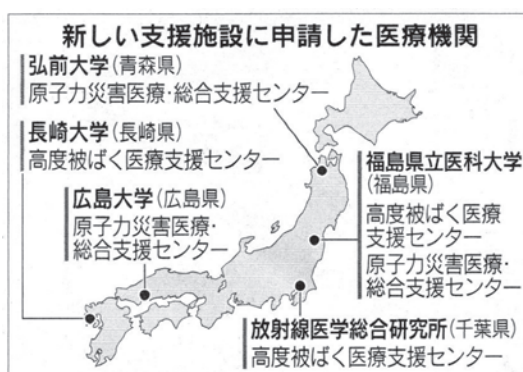 新しい支援施設に申請した医療機関
弘前大学(青森県)
原子力災害医療・総合支援センター
長崎大学(長崎県)
高度被ばく医療支援センター
広島大学(広島県)
原子力災害医療・
総合支援センター
福島県立医科大学
(福島県)
高度被ばく医療
支援センター
原子力災害医療・
総合支援センター
放射線医学総合研究所(千葉県)
高度被ばく医療支援センター